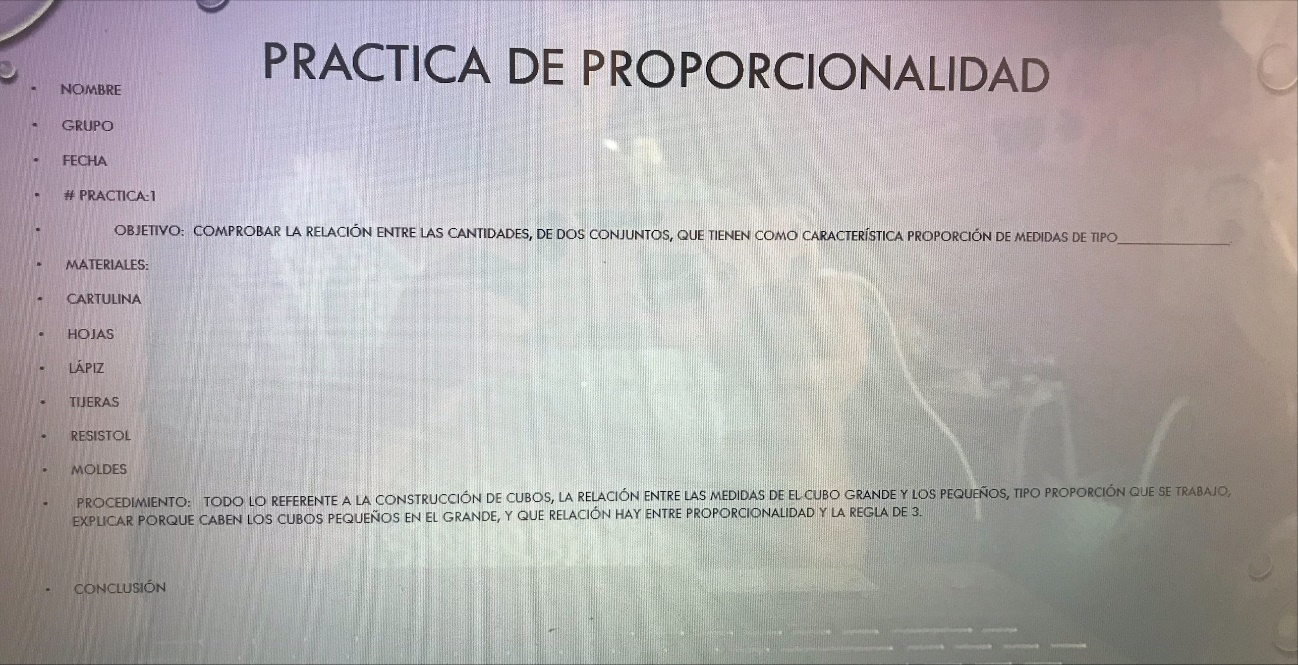 PRACTICA DE PROPORCIONALIDAD
• NOMBRE
• GRUPO
• FECHA
• # PRACTICA:1
• OBJETIVO: COMPROBAR LA RELACIÓN ENTRE LAS CANTIDADES, DE DOS CONJUNTOS, QUE TIENEN COMO CARACTERÍSTICA PROPORCIÓN DE MEDIDAS DE TIPO_______________
• MATERIALES:
• CARTULINA
• HOJAS
• LÁPIZ
• TIJERAS
• RESISTOL
• MOLDES
• PROCEDIMIENTO: TODO LO REFERENTE A LA CONSTRUCCIÓN DE CUBOS, LA RELACIÓN ENTRE LAS MEDIDAS DE EL CUBO GRANDE Y LOS PEQUEÑOS, TIPO PROPORCIÓN QUE SE TRABAJO,
EXPLICAR PORQUE CABEN LOS CUBOS PEQUEÑOS EN EL GRANDE, Y QUE RELACIÓN HAY ENTRE PROPORCIONALIDAD Y LA REGLA DE 3.
• CONCLUSIÓN